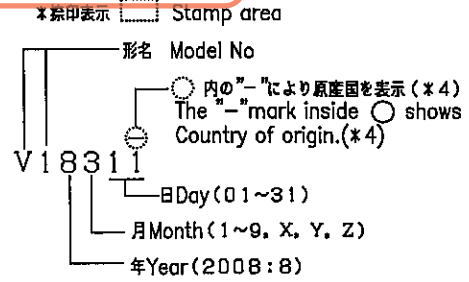 *捺印表示 Stamp area
形名 Model No
◯ 内の"-"により原産国を表示(*4)
The "-"mark inside ◯ shows
Country of origin.(*4)
V18311
日Day(01~31)
月Month(1~9, X, Y, Z)
年Year(2008:8)